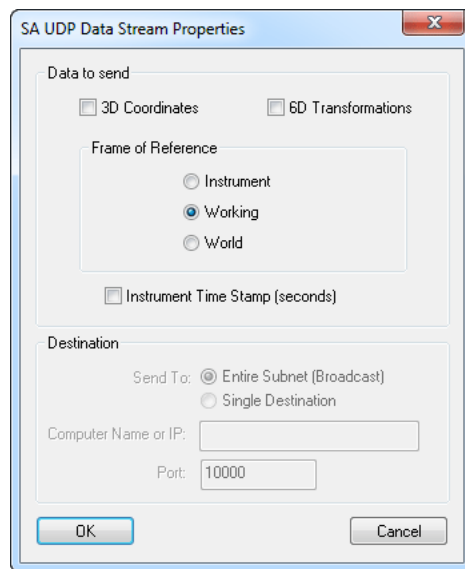 SA UDP Data Stream Properties
Data to send
3D Coordinates 6D Transformations
Frame of Reference
Instrument
Working
World
Instrument Time Stamp (seconds)
Destination
Send To: Entire Subnet (Broadcast)
Single Destination
Computer Name or IP:
Port: 10000
OK Cancel